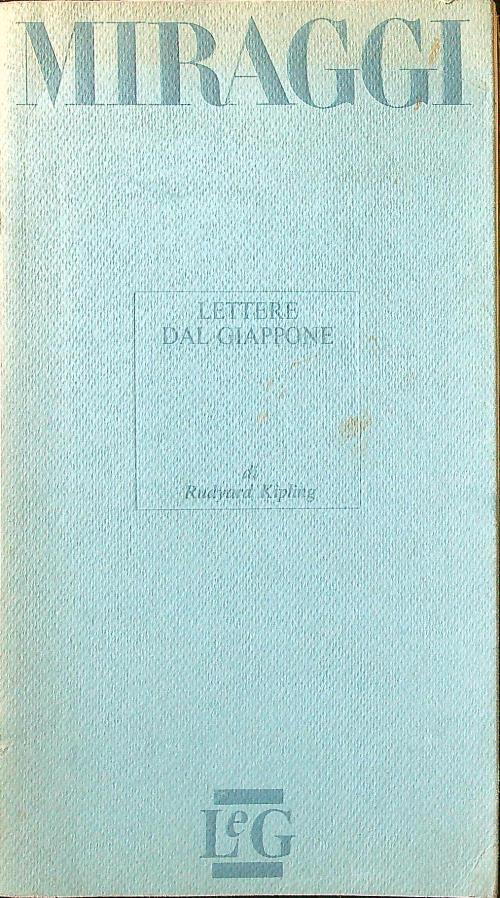 MIRAGGI
LETTERE
DAL GIAPPONE
di
Rudyard Kipling
LeG